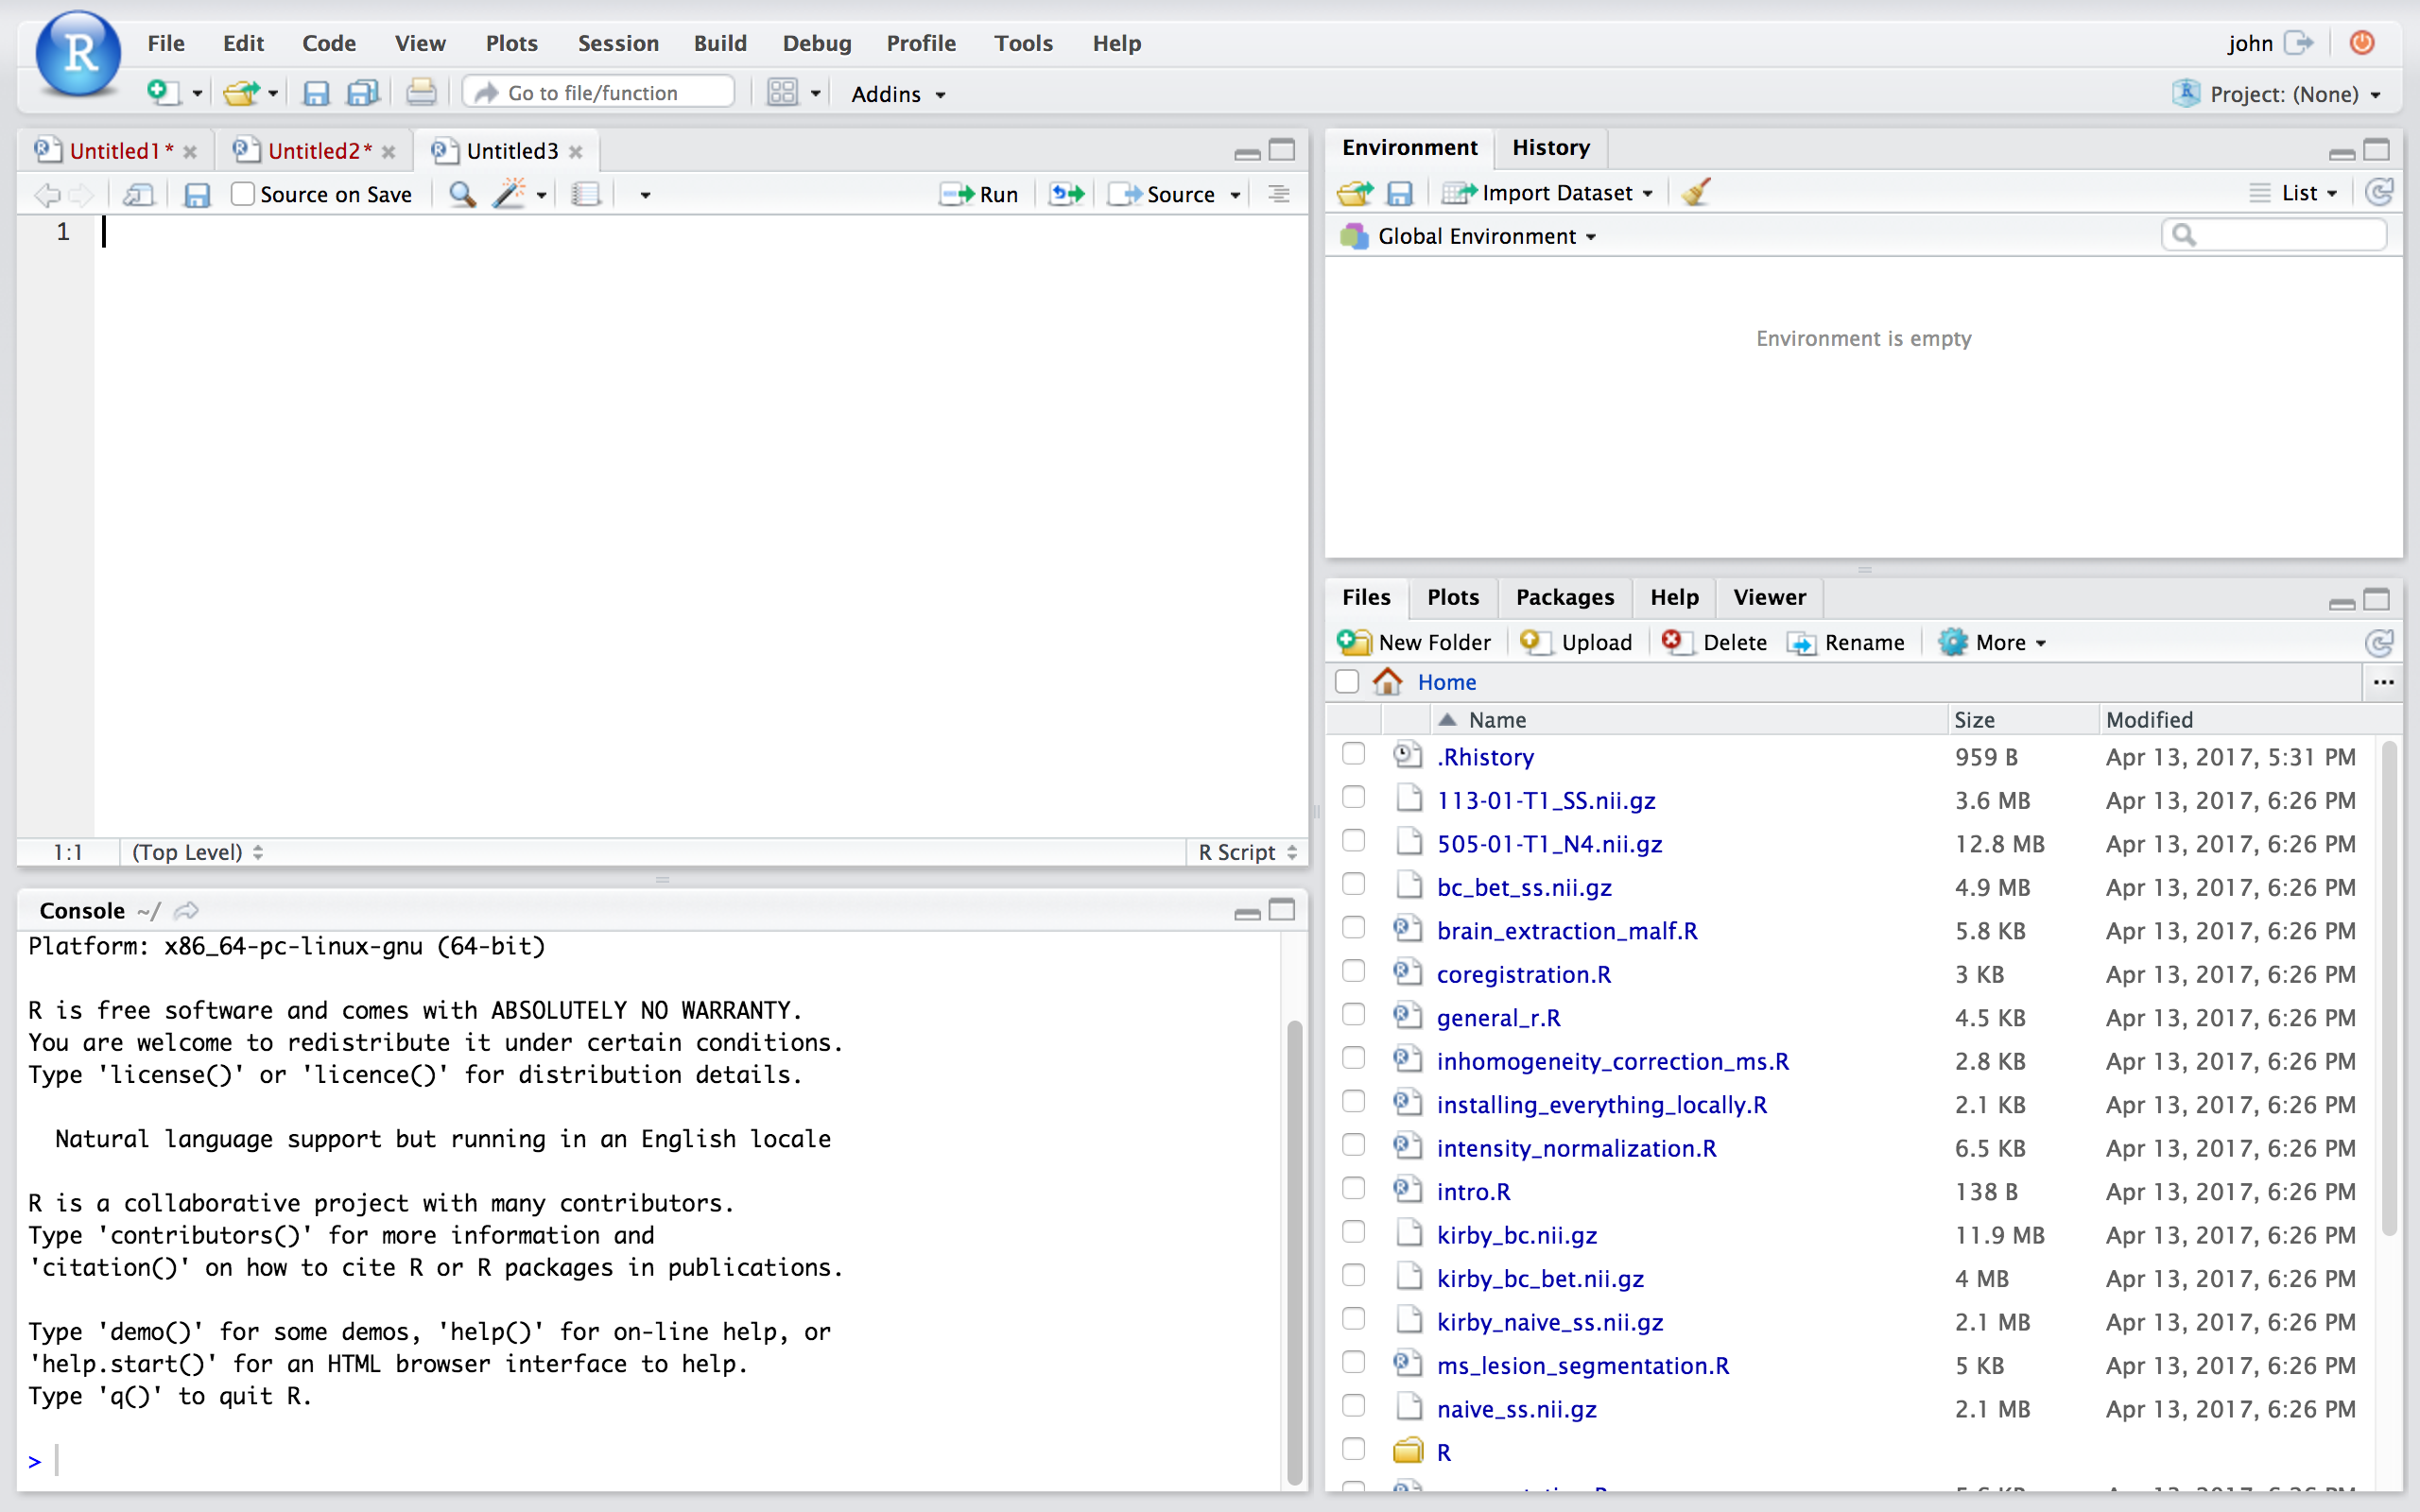 R File Edit Code View Plots Session Build Debug Profile Tools Help john
Go to file/function Addins Project: (None)
Untitled1* Untitled2* Untitled3
Source on Save Run Source
1
1:1 (Top Level) R Script
Console ~/
Platform: x86_64-pc-linux-gnu (64-bit)
R is free software and comes with ABSOLUTELY NO WARRANTY.
You are welcome to redistribute it under certain conditions.
Type 'license()' or 'licence()' for distribution details.
Natural language support but running in an English locale
R is a collaborative project with many contributors.
Type 'contributors()' for more information and
'citation()' on how to cite R or R packages in publications.
Type 'demo()' for some demos, 'help()' for on-line help, or
'help.start()' for an HTML browser interface to help.
Type 'q()' to quit R.
>
Environment History
Import Dataset List
Global Environment
Environment is empty
Files Plots Packages Help Viewer
New Folder Upload Delete Rename More
Home ...
Name Size Modified
.Rhistory 959 B Apr 13, 2017, 5:31 PM
113-01-T1_SS.nii.gz 3.6 MB Apr 13, 2017, 6:26 PM
505-01-T1_N4.nii.gz 12.8 MB Apr 13, 2017, 6:26 PM
bc_bet_ss.nii.gz 4.9 MB Apr 13, 2017, 6:26 PM
brain_extraction_malf.R 5.8 KB Apr 13, 2017, 6:26 PM
coregistration.R 3 KB Apr 13, 2017, 6:26 PM
general_r.R 4.5 KB Apr 13, 2017, 6:26 PM
inhomogeneity_correction_ms.R 2.8 KB Apr 13, 2017, 6:26 PM
installing_everything_locally.R 2.1 KB Apr 13, 2017, 6:26 PM
intensity_normalization.R 6.5 KB Apr 13, 2017, 6:26 PM
intro.R 138 B Apr 13, 2017, 6:26 PM
kirby_bc.nii.gz 11.9 MB Apr 13, 2017, 6:26 PM
kirby_bc_bet.nii.gz 4 MB Apr 13, 2017, 6:26 PM
kirby_naive_ss.nii.gz 2.1 MB Apr 13, 2017, 6:26 PM
ms_lesion_segmentation.R 5 KB Apr 13, 2017, 6:26 PM
naive_ss.nii.gz 2.1 MB Apr 13, 2017, 6:26 PM
R